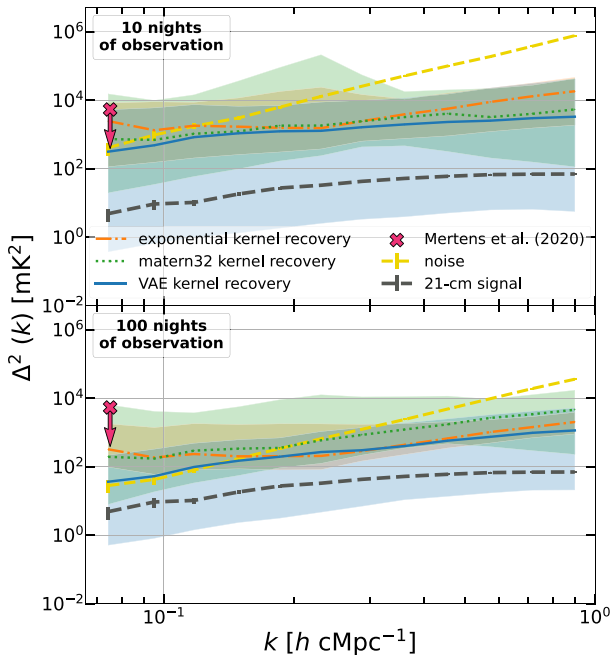 10 nights
of observation
10⁶
10⁴
10²
10⁰
10⁻²
exponential kernel recovery
matern32 kernel recovery
VAE kernel recovery
Mertens et al. (2020)
noise
21-cm signal
Δ² (k) [mK²]
100 nights
of observation
10⁶
10⁴
10²
10⁰
10⁻²
10⁻¹
10⁰
k [h cMpc⁻¹]